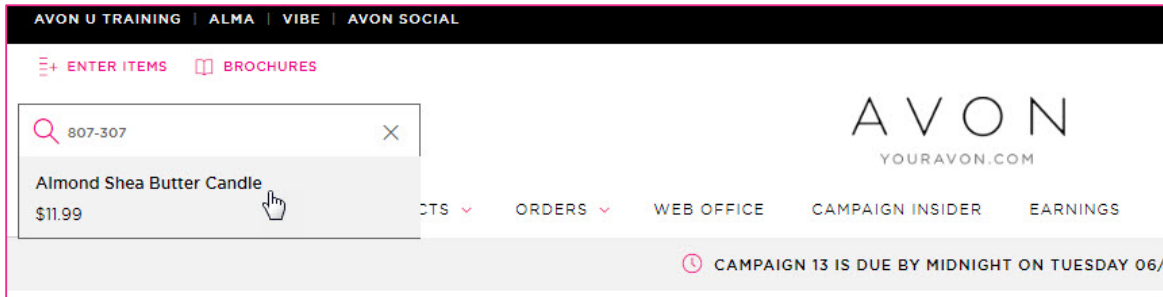 AVON U TRAINING | ALMA | VIBE | AVON SOCIAL
ENTER ITEMS BROCHURES
807-307
AVON
YOURAVON.COM
Almond Shea Butter Candle
$11.99
CTS ORDERS WEB OFFICE CAMPAIGN INSIDER EARNINGS
CAMPAIGN 13 IS DUE BY MIDNIGHT ON TUESDAY 06/